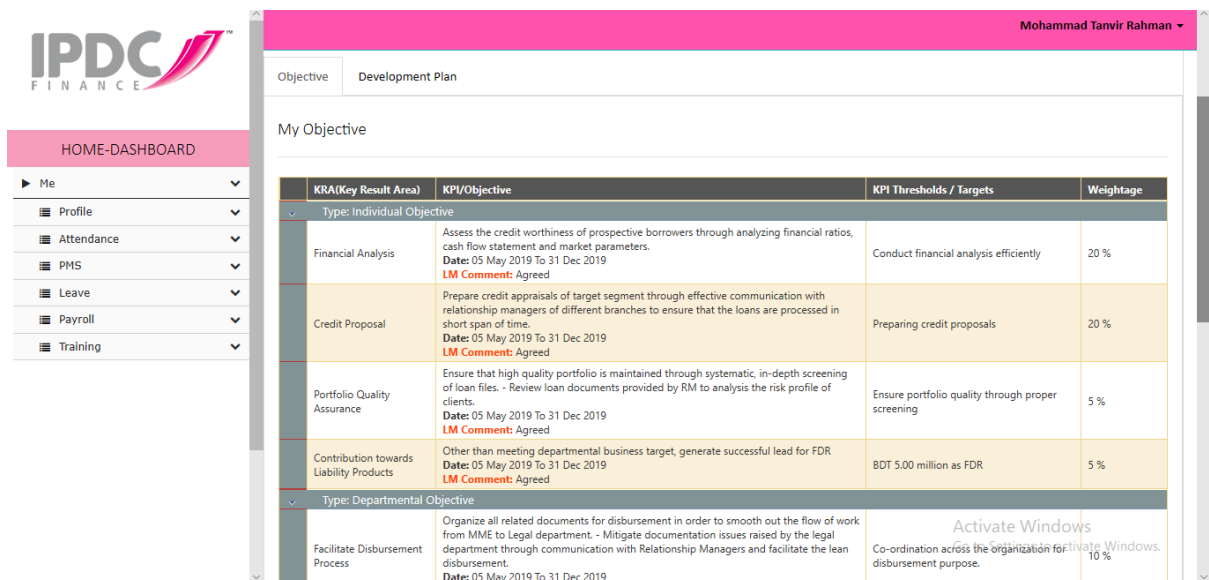 IPDC
FINANCE
™
Mohammad Tanvir Rahman
HOME-DASHBOARD
Me
Profile
Attendance
PMS
Leave
Payroll
Training
Objective
Development Plan
My Objective
KRA(Key Result Area)
KPI/Objective
KPI Thresholds / Targets
Weightage
Type: Individual Objective
Financial Analysis
Assess the credit worthiness of prospective borrowers through analyzing financial ratios,
cash flow statement and market parameters.
Date: 05 May 2019 To 31 Dec 2019
LM Comment: Agreed
Conduct financial analysis efficiently
20 %
Credit Proposal
Prepare credit appraisals of target segment through effective communication with
relationship managers of different branches to ensure that the loans are processed in
short span of time.
Date: 05 May 2019 To 31 Dec 2019
LM Comment: Agreed
Preparing credit proposals
20 %
Portfolio Quality
Assurance
Ensure that high quality portfolio is maintained through systematic, in-depth screening
of loan files. - Review loan documents provided by RM to analysis the risk profile of
clients.
Date: 05 May 2019 To 31 Dec 2019
LM Comment: Agreed
Ensure portfolio quality through proper
screening
5 %
Contribution towards
Liability Products
Other than meeting departmental business target, generate successful lead for FDR
Date: 05 May 2019 To 31 Dec 2019
LM Comment: Agreed
BDT 5.00 million as FDR
5 %
Type: Departmental Objective
Facilitate Disbursement
Process
Organize all related documents for disbursement in order to smooth out the flow of work
from MME to Legal department. - Mitigate documentation issues raised by the legal
department through communication with Relationship Managers and facilitate the lean
disbursement.
Date: 05 May 2019 To 31 Dec 2019
Co-ordination across the organization for
disbursement purpose.
10 %
Activate Windows
Go to Settings to activate Windows.